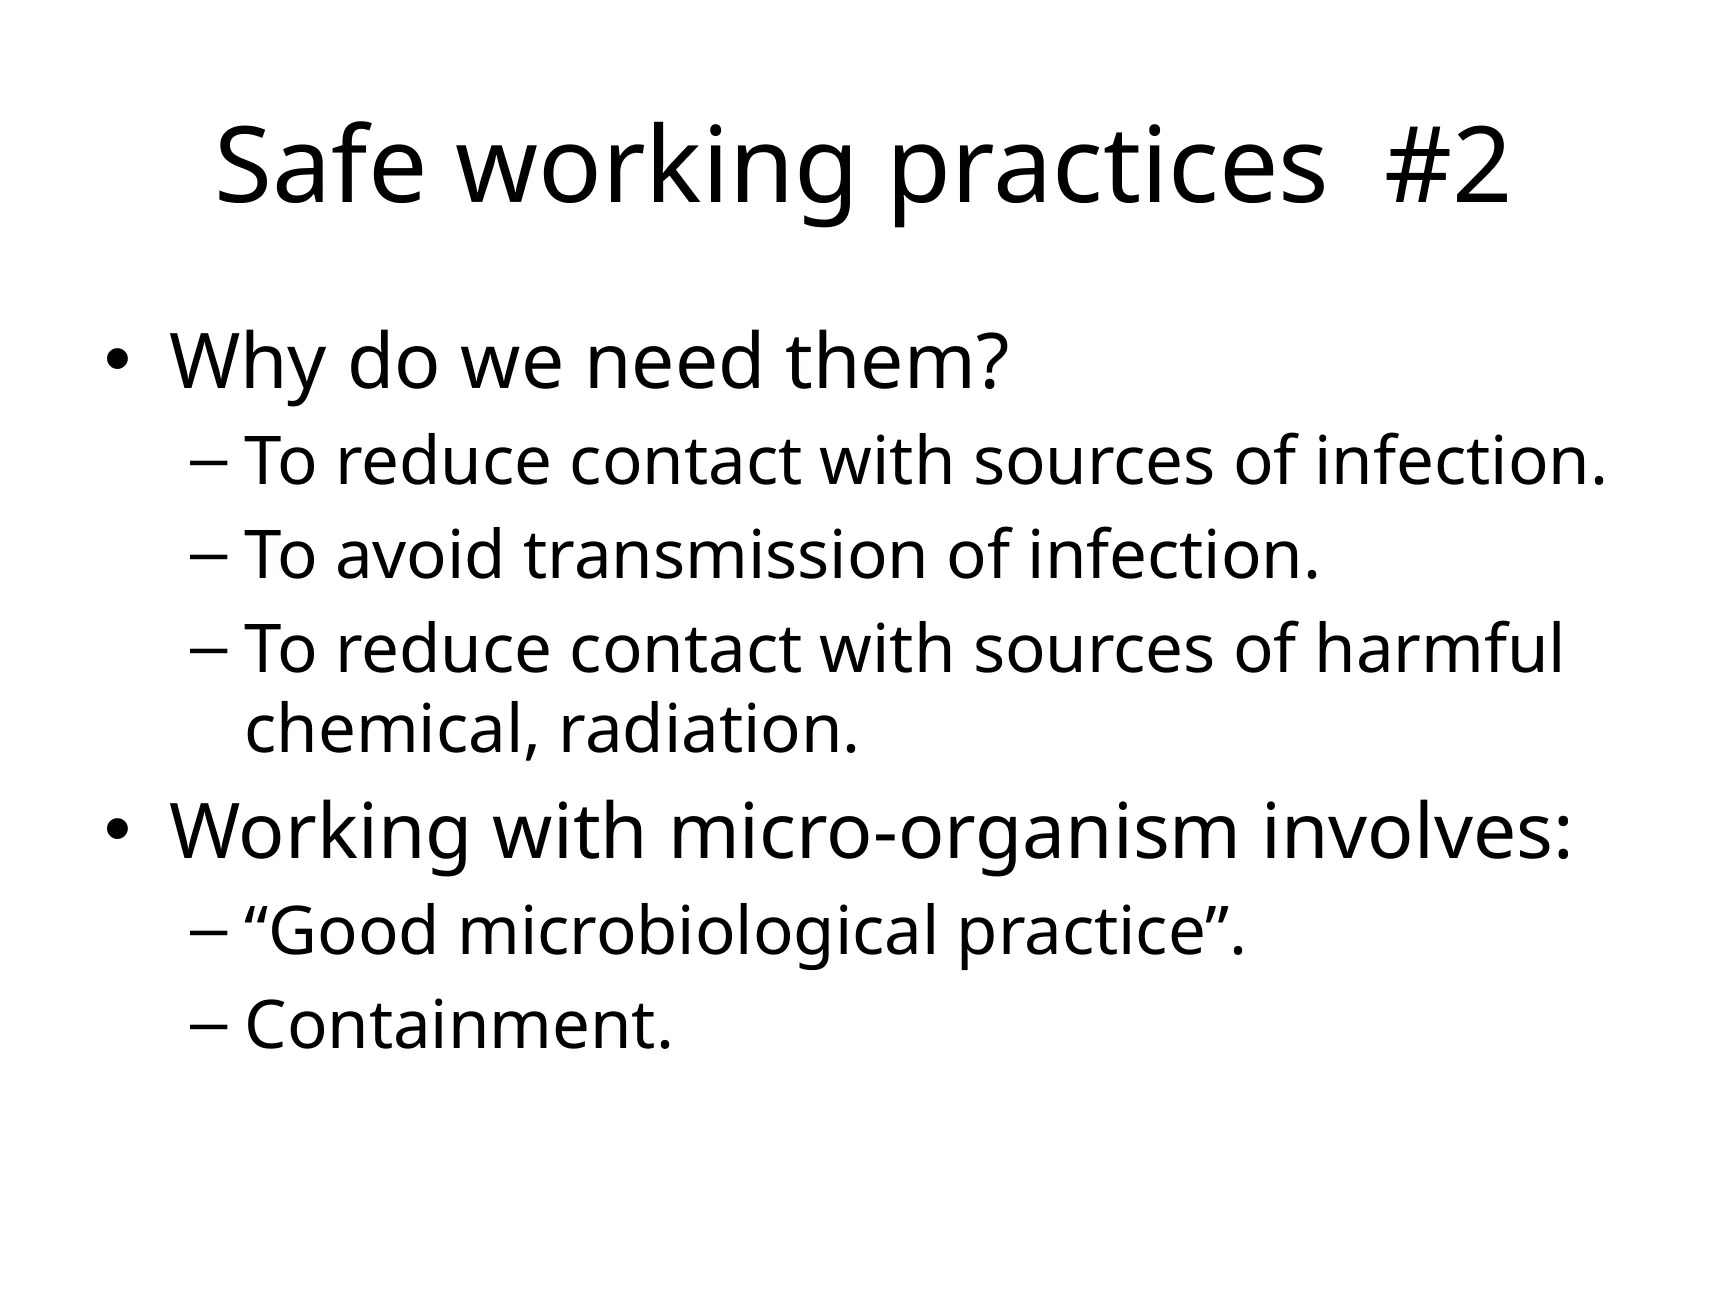 Safe working practices  #2
• Why do we need them?
– To reduce contact with sources of infection.
– To avoid transmission of infection.
– To reduce contact with sources of harmful
chemical, radiation.
• Working with micro-organism involves:
– “Good microbiological practice”.
– Containment.